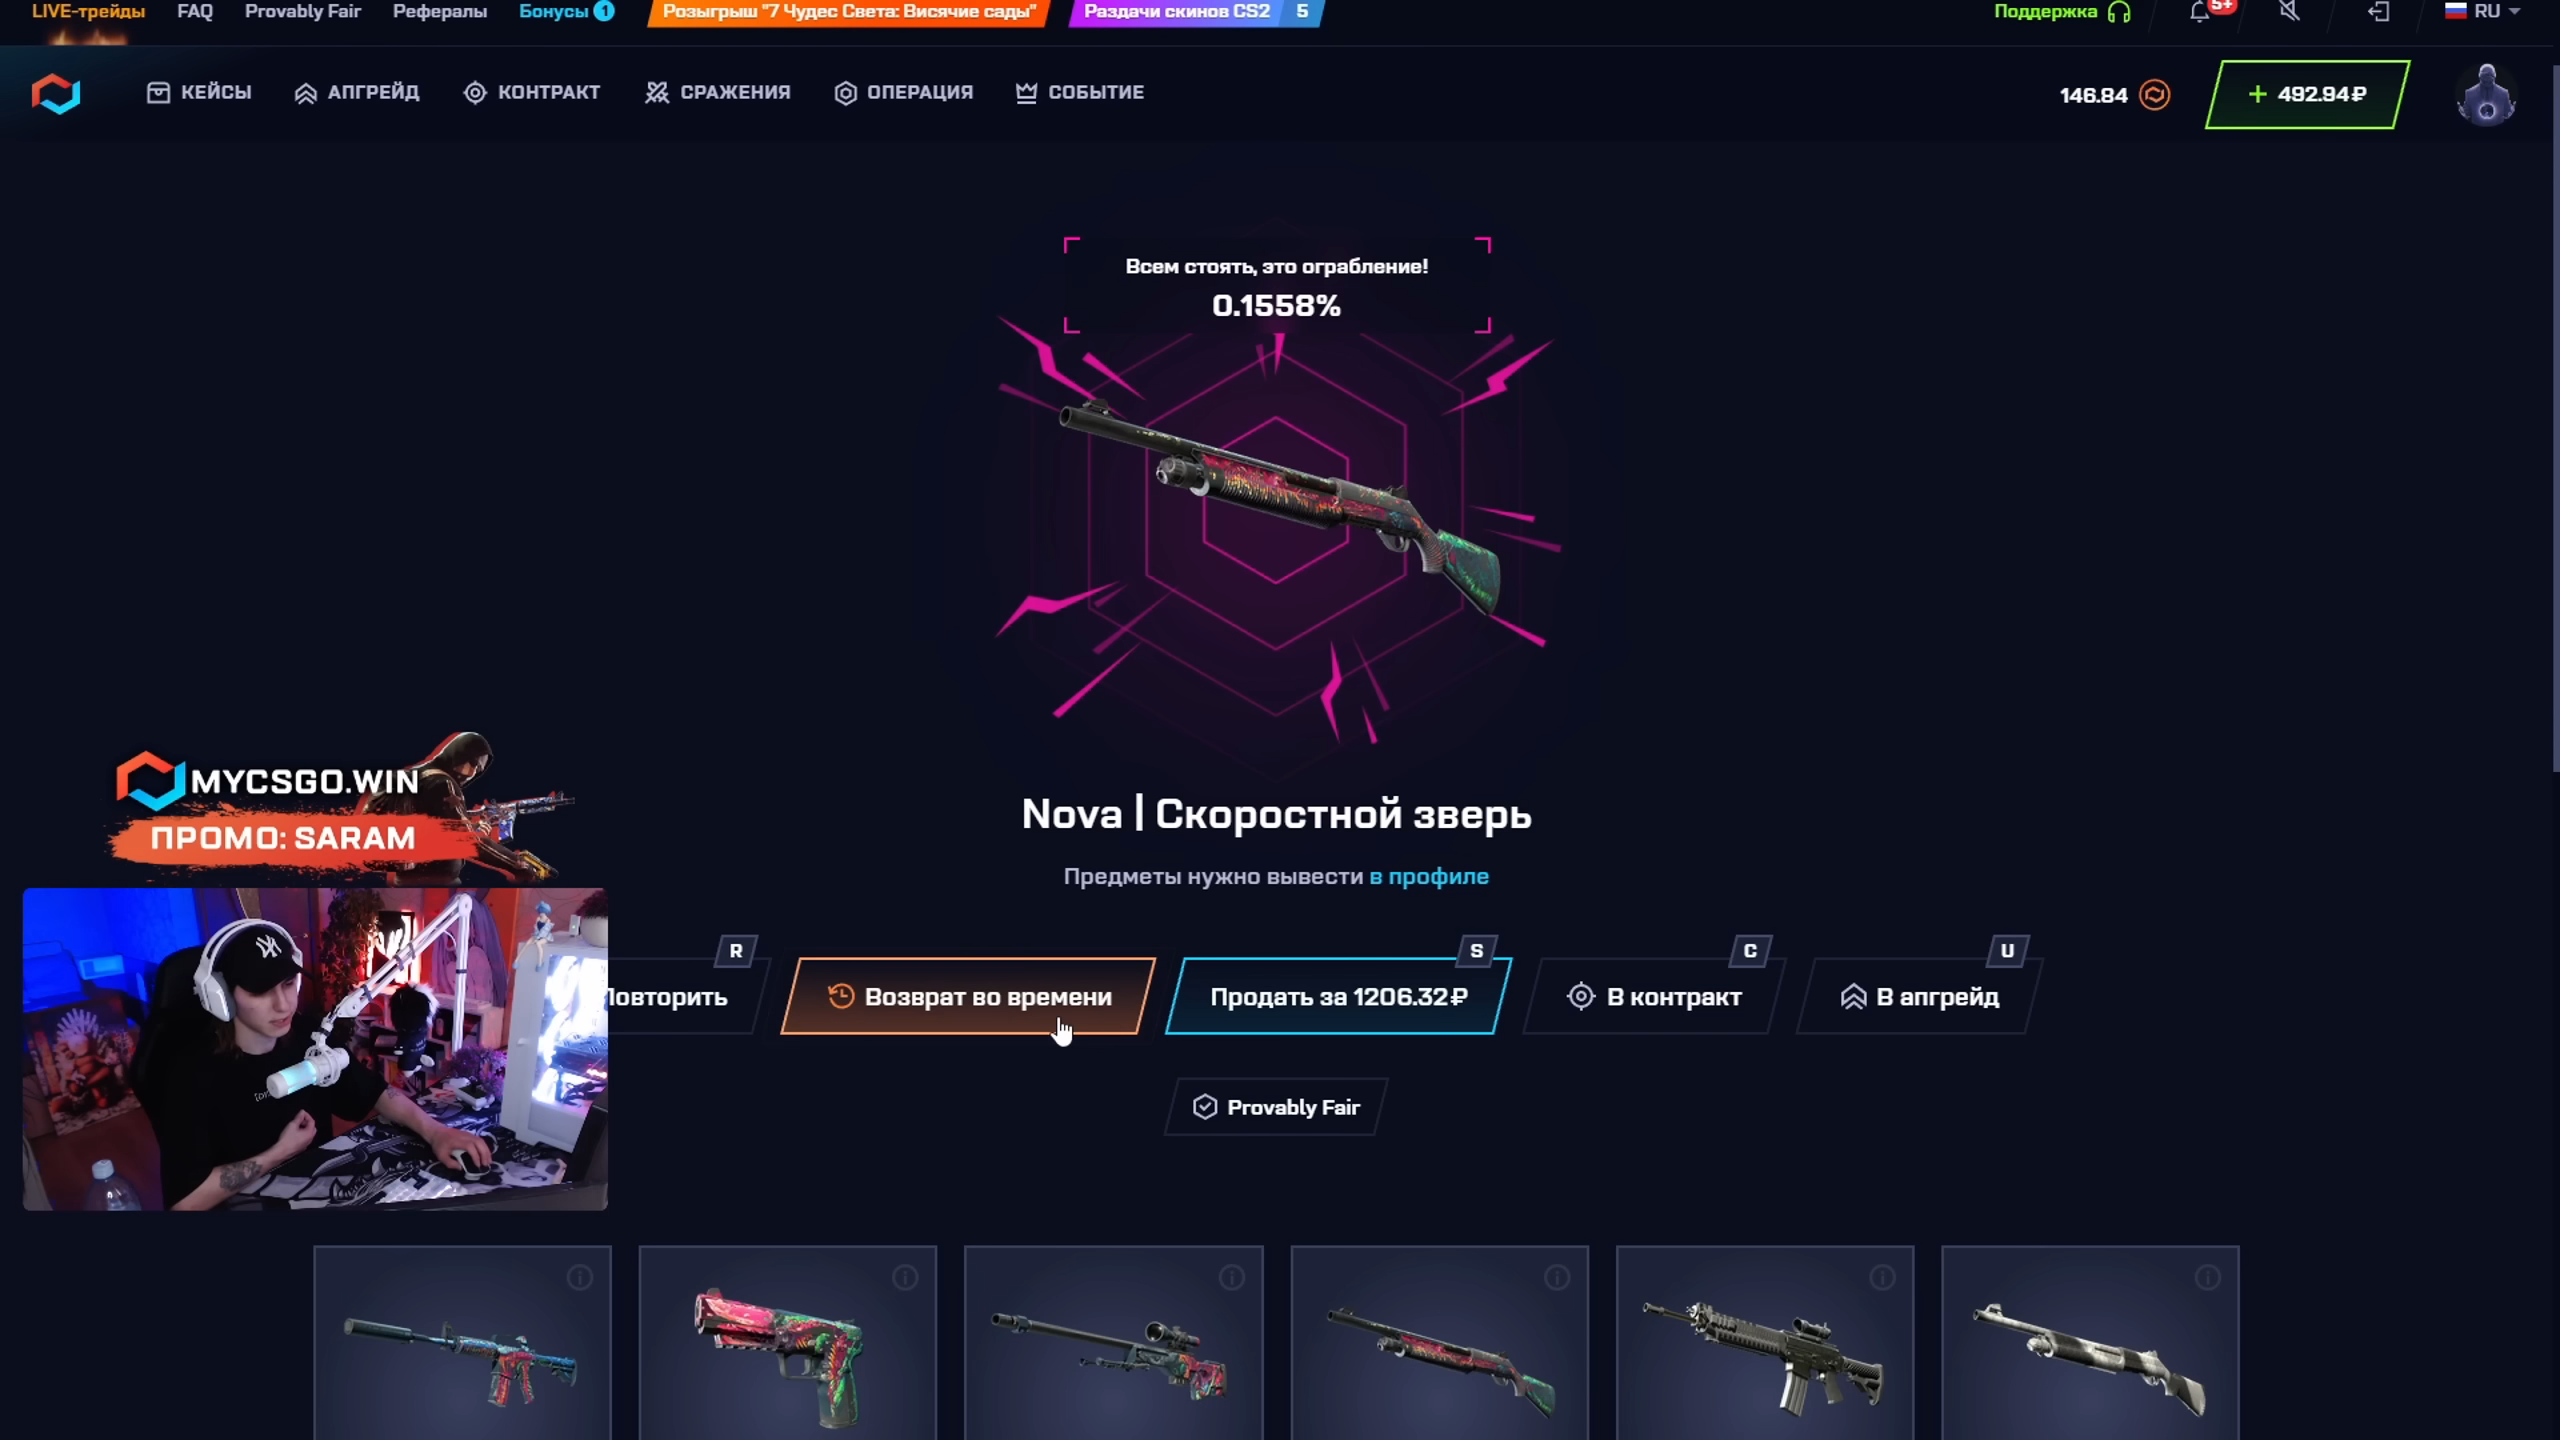 LIVE-трейды FAQ Provably Fair Рефералы Бонусы 1 Розыгрыш "7 Чудес Света: Висячие сады" Раздачи скинов CS2 5 Поддержка 5+ RU
КЕЙСЫ АПГРЕЙД КОНТРАКТ СРАЖЕНИЯ ОПЕРАЦИЯ СОБЫТИЕ 146.84 + 492.94₽
Всем стоять, это ограбление!
0.1558%
MYCSGO.WIN
ПРОМО: SARAM
Nova | Скоростной зверь
Предметы нужно вывести в профиле
R S C U
Повторить Возврат во времени Продать за 1206.32₽ В контракт В апгрейд
Provably Fair